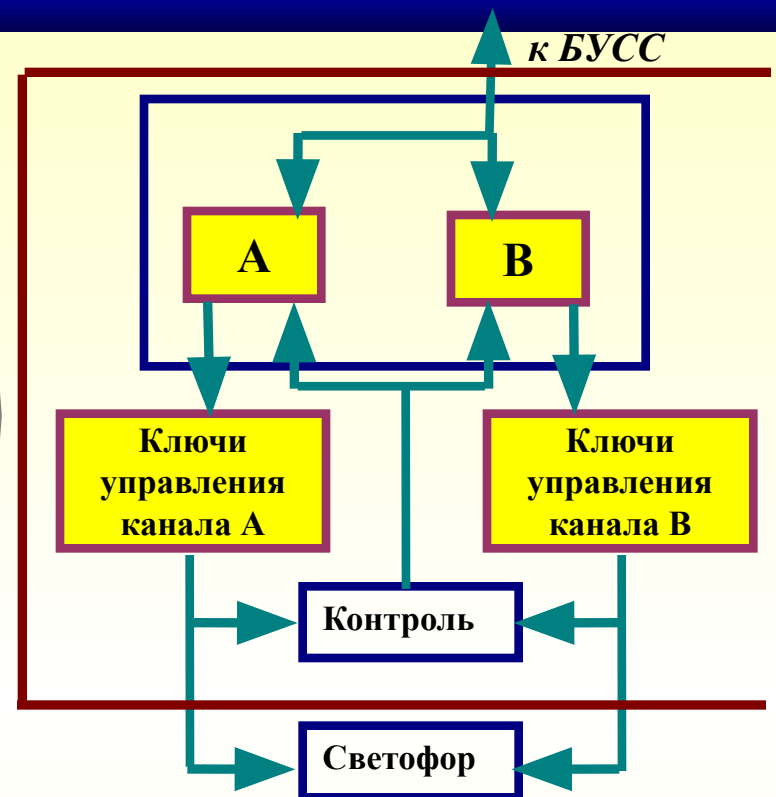 к БУСС
А
В
Ключи
управления
канала А
Ключи
управления
канала В
Контроль
Светофор